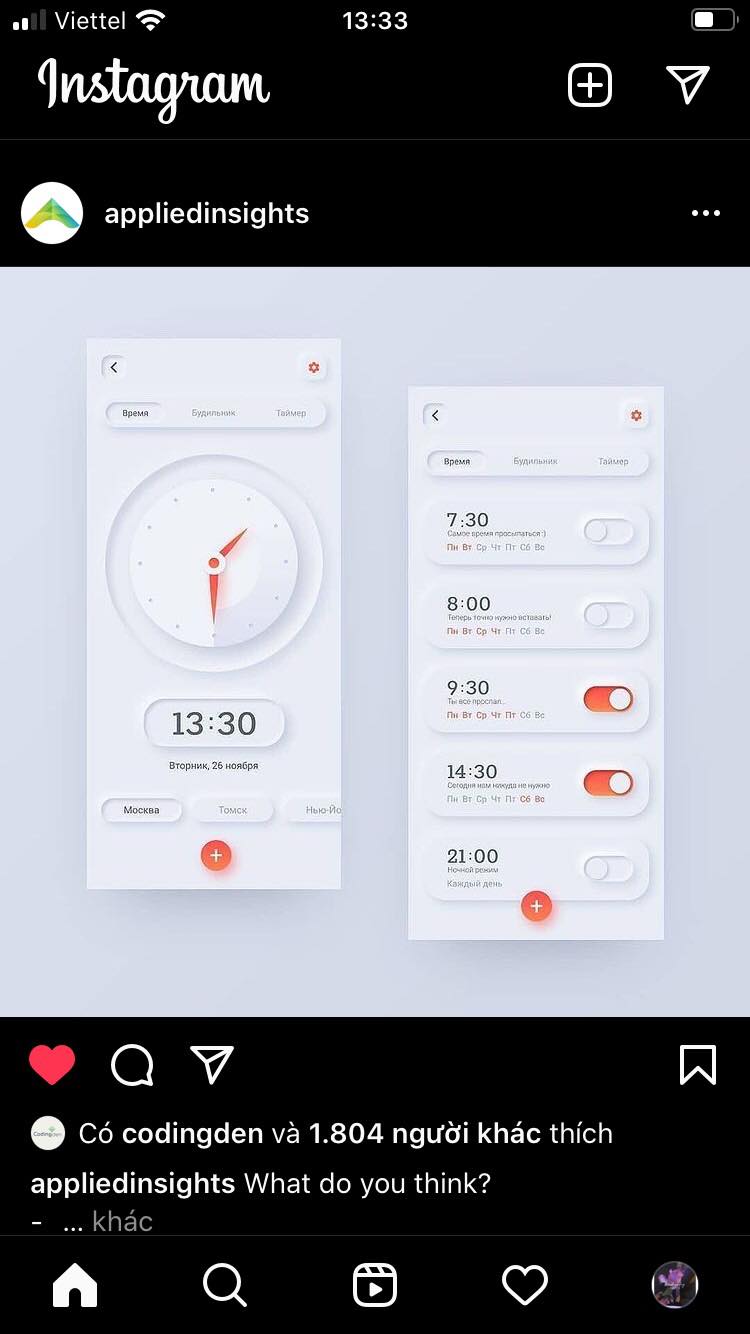 Viettel
13:33
Instagram
appliedinsights
Время Будильник Таймер
13:30
Вторник, 26 ноября
Москва Томск Нью-Йо
Время Будильник Таймер
7:30
Самое время просыпаться :)
Пн Вт Ср Чт Пт Сб Вс
8:00
Теперь точно нужно вставать!
Пн Вт Ср Чт Пт Сб Вс
9:30
Ты все проспал...
Пн Вт Ср Чт Пт Сб Вс
14:30
Сегодня нам никуда не нужно
Пн Вт Ср Чт Пт Сб Вс
21:00
Ночной режим
Каждый день
Có codingden và 1.804 người khác thích
appliedinsights What do you think?
- ... khác